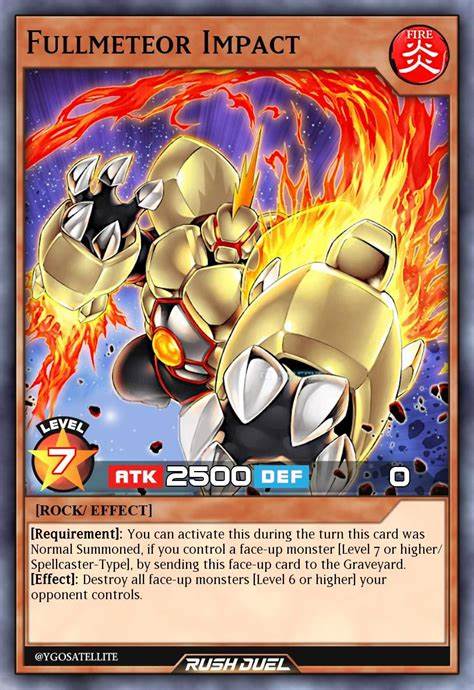 FULLMETEOR IMPACT
FIRE
炎
LEVEL
7
ATK 2500 DEF 0
[ROCK/ EFFECT]
[Requirement]: You can activate this during the turn this card was
Normal Summoned, if you control a face-up monster [Level 7 or higher/
Spellcaster-Type], by sending this face-up card to the Graveyard.
[Effect]: Destroy all face-up monsters [Level 6 or higher] your
opponent controls.
@YGOSATELLITE
RUSH DUEL